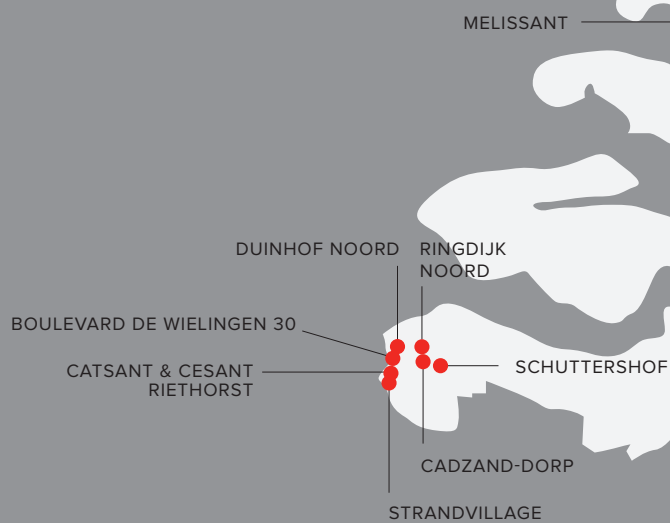 MELISSANT
DUINHOF NOORD
RINGDIJK
NOORD
BOULEVARD DE WIELINGEN 30
CATSANT & CESANT
RIETHORST
SCHUTTERSHOF
CADZAND-DORP
STRANDVILLAGE